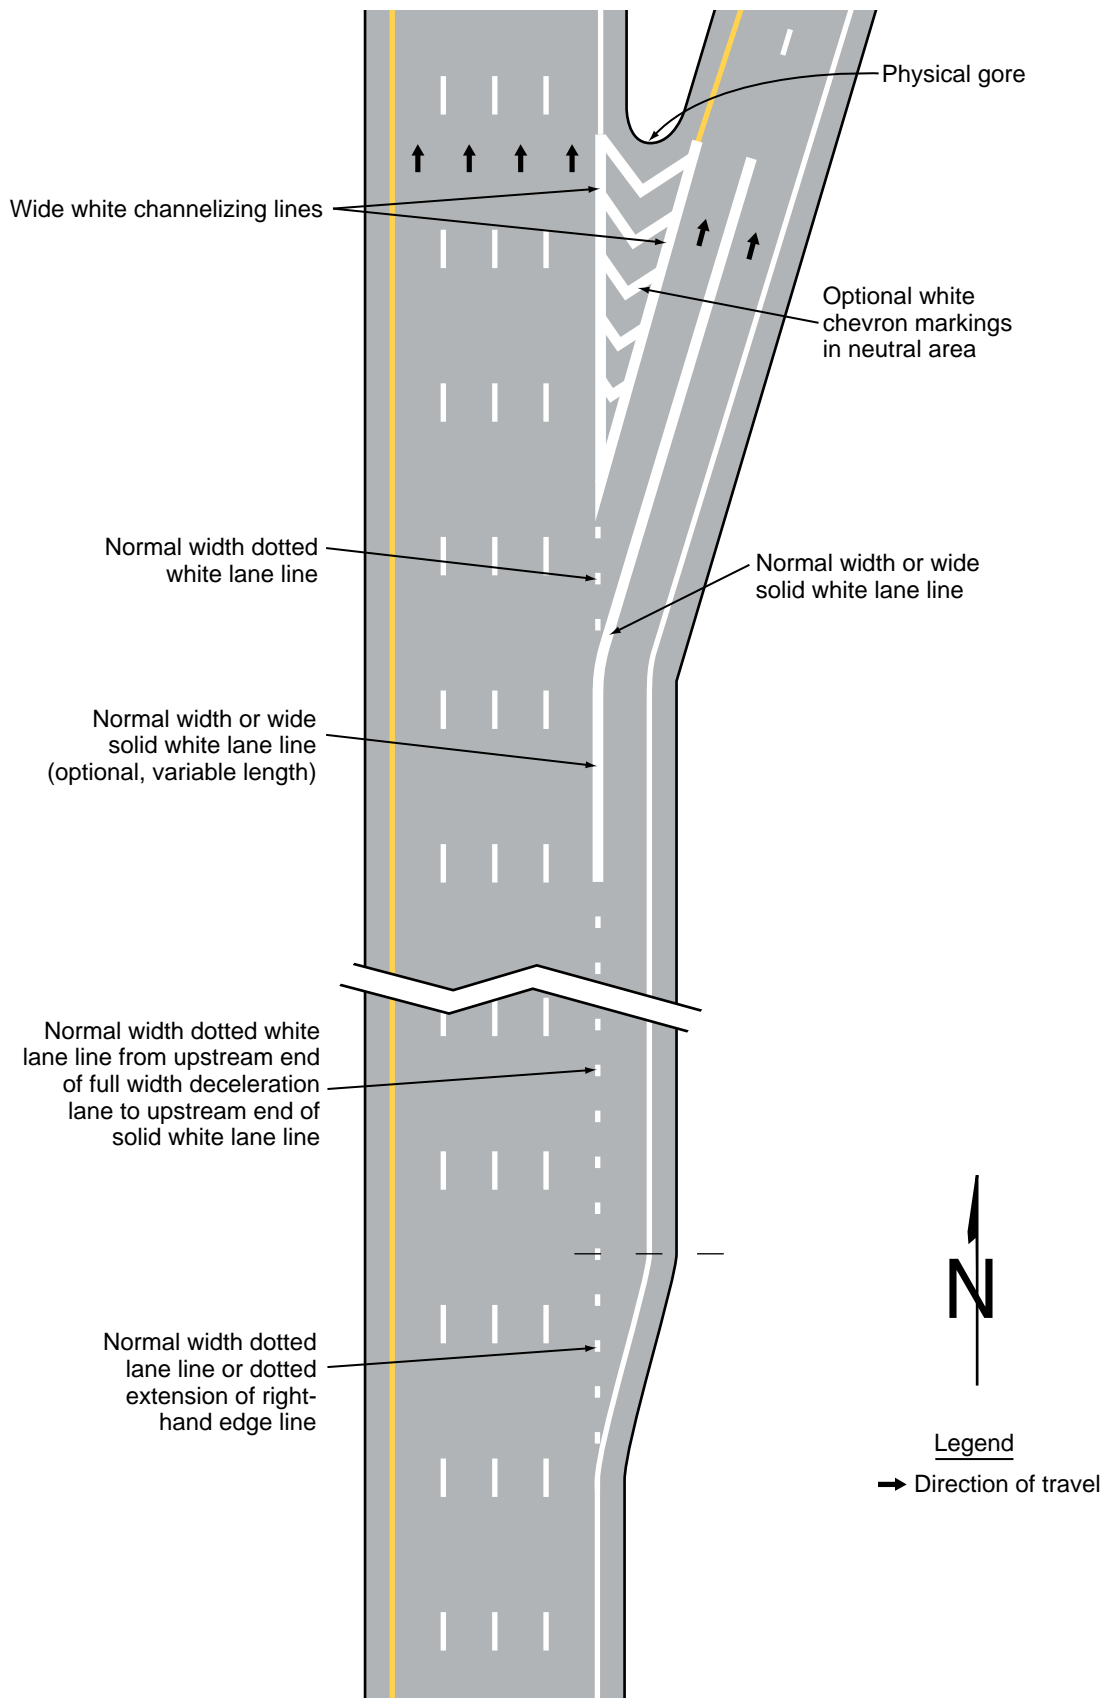 Physical gore
Wide white channelizing lines
Optional white
chevron markings
in neutral area
Normal width dotted
white lane line
Normal width or wide
solid white lane line
Normal width or wide
solid white lane line
(optional, variable length)
Normal width dotted white
lane line from upstream end
of full width deceleration
lane to upstream end of
solid white lane line
N
Normal width dotted
lane line or dotted
extension of right-
hand edge line
Legend
Direction of travel